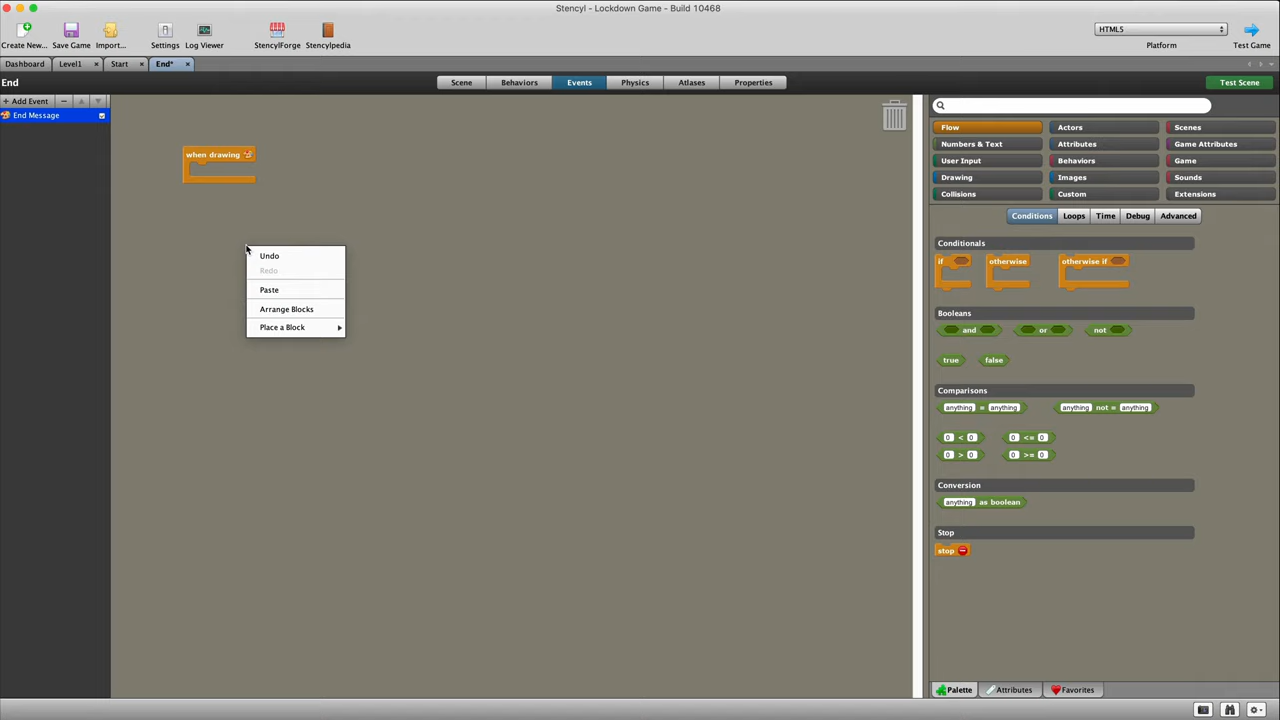 Stencyl - Lockdown Game - Build 10468
Create New... Save Game Import... Settings Log Viewer StencylForge Stencylpedia
HTML5
Platform
Test Game
Dashboard Level1 × Start × End* ×
End
Scene Behaviors Events Physics Atlases Properties
Test Scene
+ Add Event
End Message
when drawing
Undo
Redo
Paste
Arrange Blocks
Place a Block
Flow Actors Scenes
Numbers & Text Attributes Game Attributes
User Input Behaviors Game
Drawing Images Sounds
Collisions Custom Extensions
Conditions Loops Time Debug Advanced
Conditionals
if otherwise otherwise if
Booleans
and or not
true false
Comparisons
anything = anything anything not = anything
0 < 0 0 <= 0
0 > 0 0 >= 0
Conversion
anything as boolean
Stop
stop
Palette Attributes Favorites